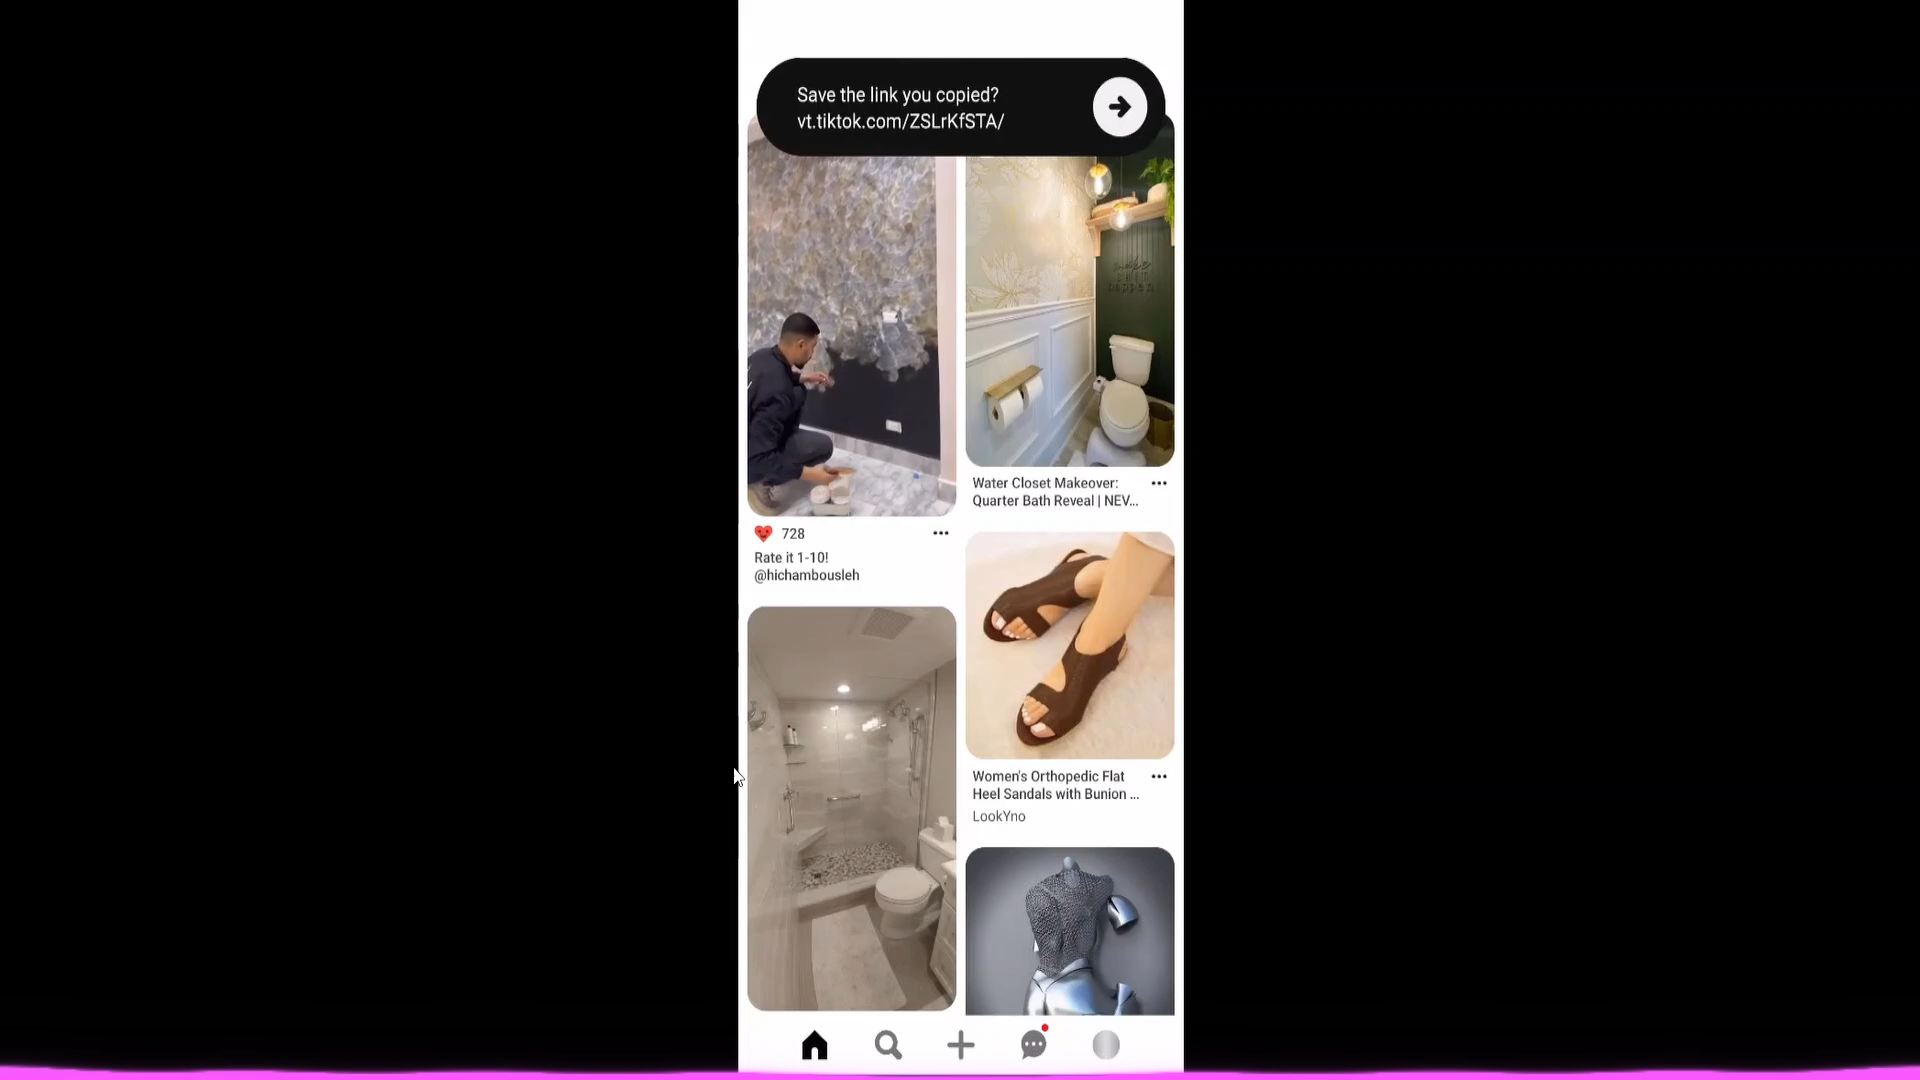 Save the link you copied?
vt.tiktok.com/ZSLrKfSTA/
728
Rate it 1-10!
@hichambousleh
Water Closet Makeover:
Quarter Bath Reveal | NEV...
Women's Orthopedic Flat
Heel Sandals with Bunion ...
LookYno